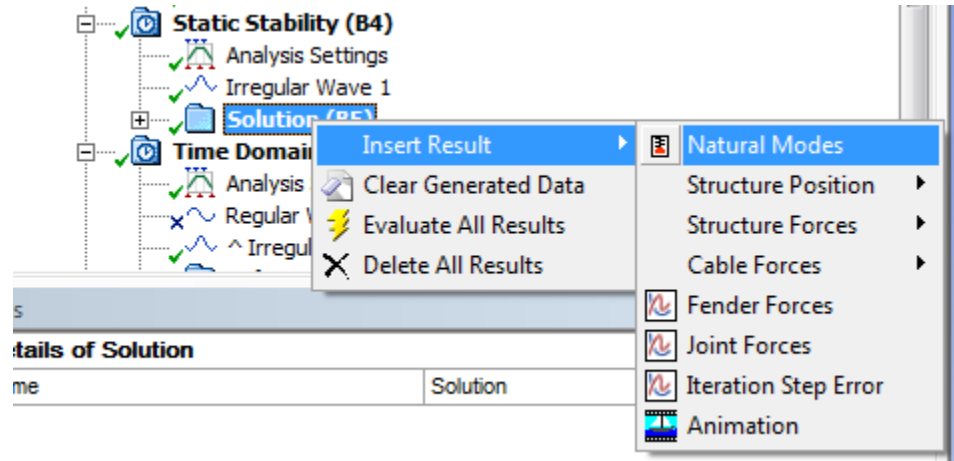 Static Stability (B4)
Analysis Settings
Irregular Wave 1
Solution (B5)
Time Domain
Analysis
Regular
^ Irregul
Insert Result
Clear Generated Data
Evaluate All Results
Delete All Results
Natural Modes
Structure Position
Structure Forces
Cable Forces
Fender Forces
Joint Forces
Iteration Step Error
Animation
s
etails of Solution
me Solution